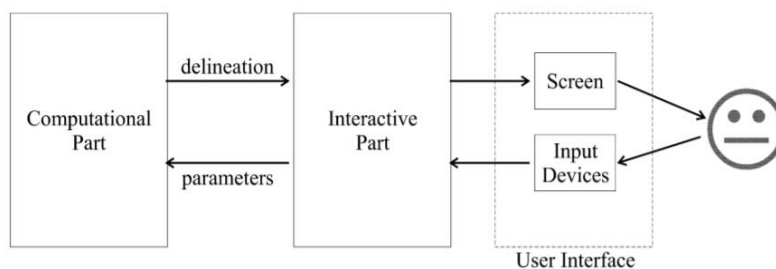 Computational
Part
delineation
parameters
Interactive
Part
Screen
Input
Devices
User Interface